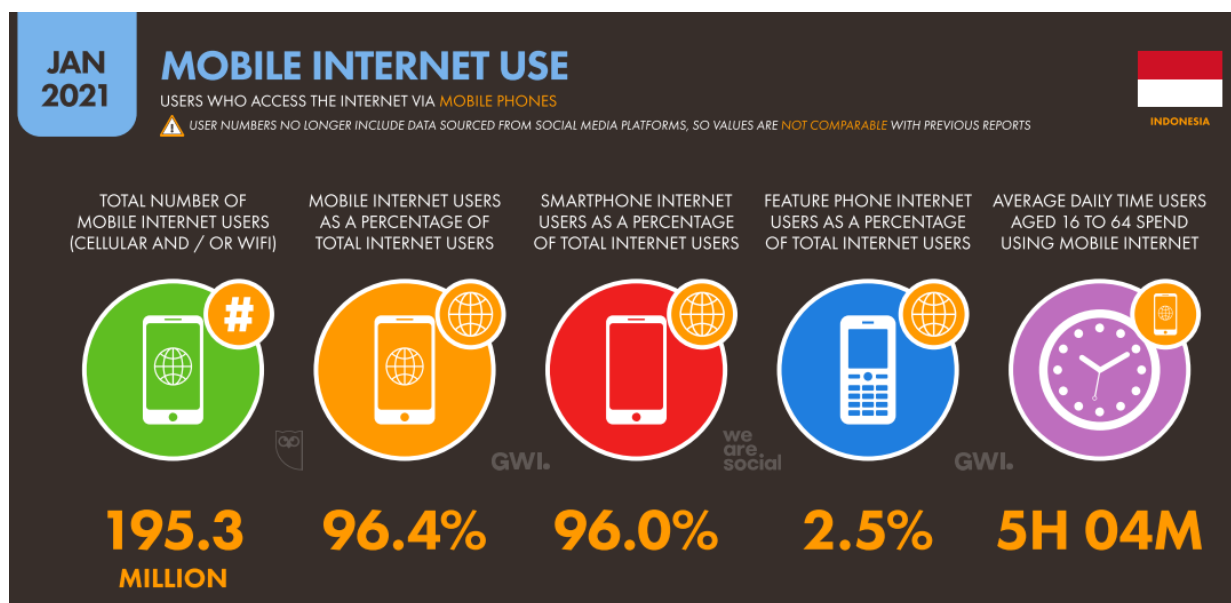 JAN
2021
MOBILE INTERNET USE
USERS WHO ACCESS THE INTERNET VIA MOBILE PHONES
USER NUMBERS NO LONGER INCLUDE DATA SOURCED FROM SOCIAL MEDIA PLATFORMS, SO VALUES ARE NOT COMPARABLE WITH PREVIOUS REPORTS
INDONESIA
TOTAL NUMBER OF
MOBILE INTERNET USERS
(CELLULAR AND / OR WIFI)
#
195.3
MILLION
MOBILE INTERNET USERS
AS A PERCENTAGE OF
TOTAL INTERNET USERS
96.4%
SMARTPHONE INTERNET
USERS AS A PERCENTAGE
OF TOTAL INTERNET USERS
96.0%
FEATURE PHONE INTERNET
USERS AS A PERCENTAGE
OF TOTAL INTERNET USERS
2.5%
AVERAGE DAILY TIME USERS
AGED 16 TO 64 SPEND
USING MOBILE INTERNET
5H 04M
GWI.
we
are
social
GWI.